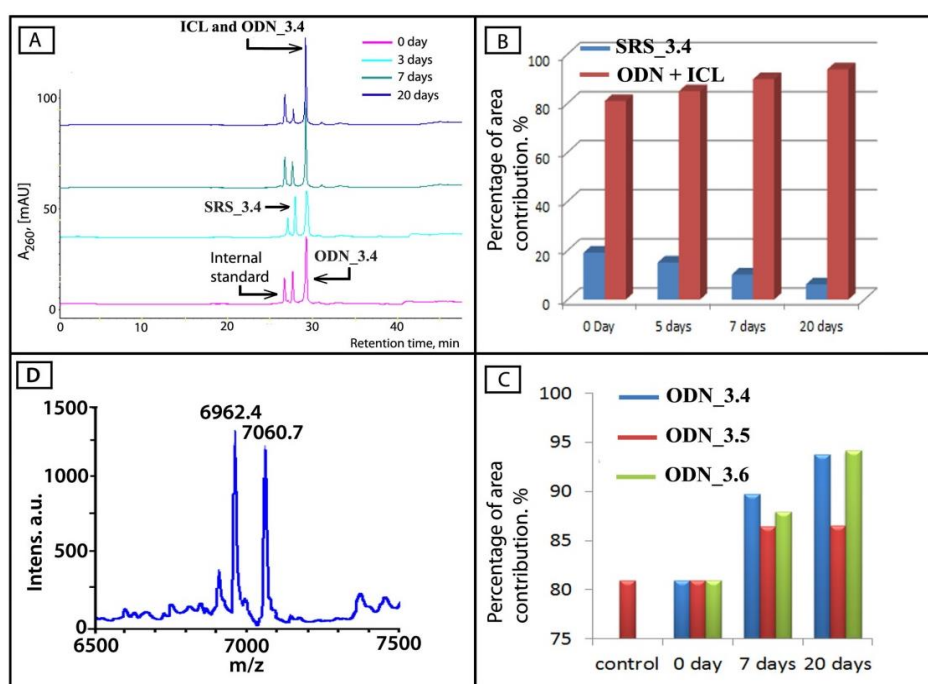 A
ICL and ODN_3.4
0 day
3 days
7 days
20 days
100
50
0
A260, [mAU]
SRS_3.4
Internal
standard
ODN_3.4
0 10 20 30 40
Retention time, min
B
SRS_3.4
ODN + ICL
Percentage of area
contribution. %
100
80
60
40
20
0
0 Day 5 days 7 days 20 days
D
1500
1000
500
0
Intens. a.u.
6962.4
7060.7
6500 7000 7500
m/z
C
ODN_3.4
ODN_3.5
ODN_3.6
Percentage of area
contribution. %
100
95
90
85
80
75
control 0 day 7 days 20 days